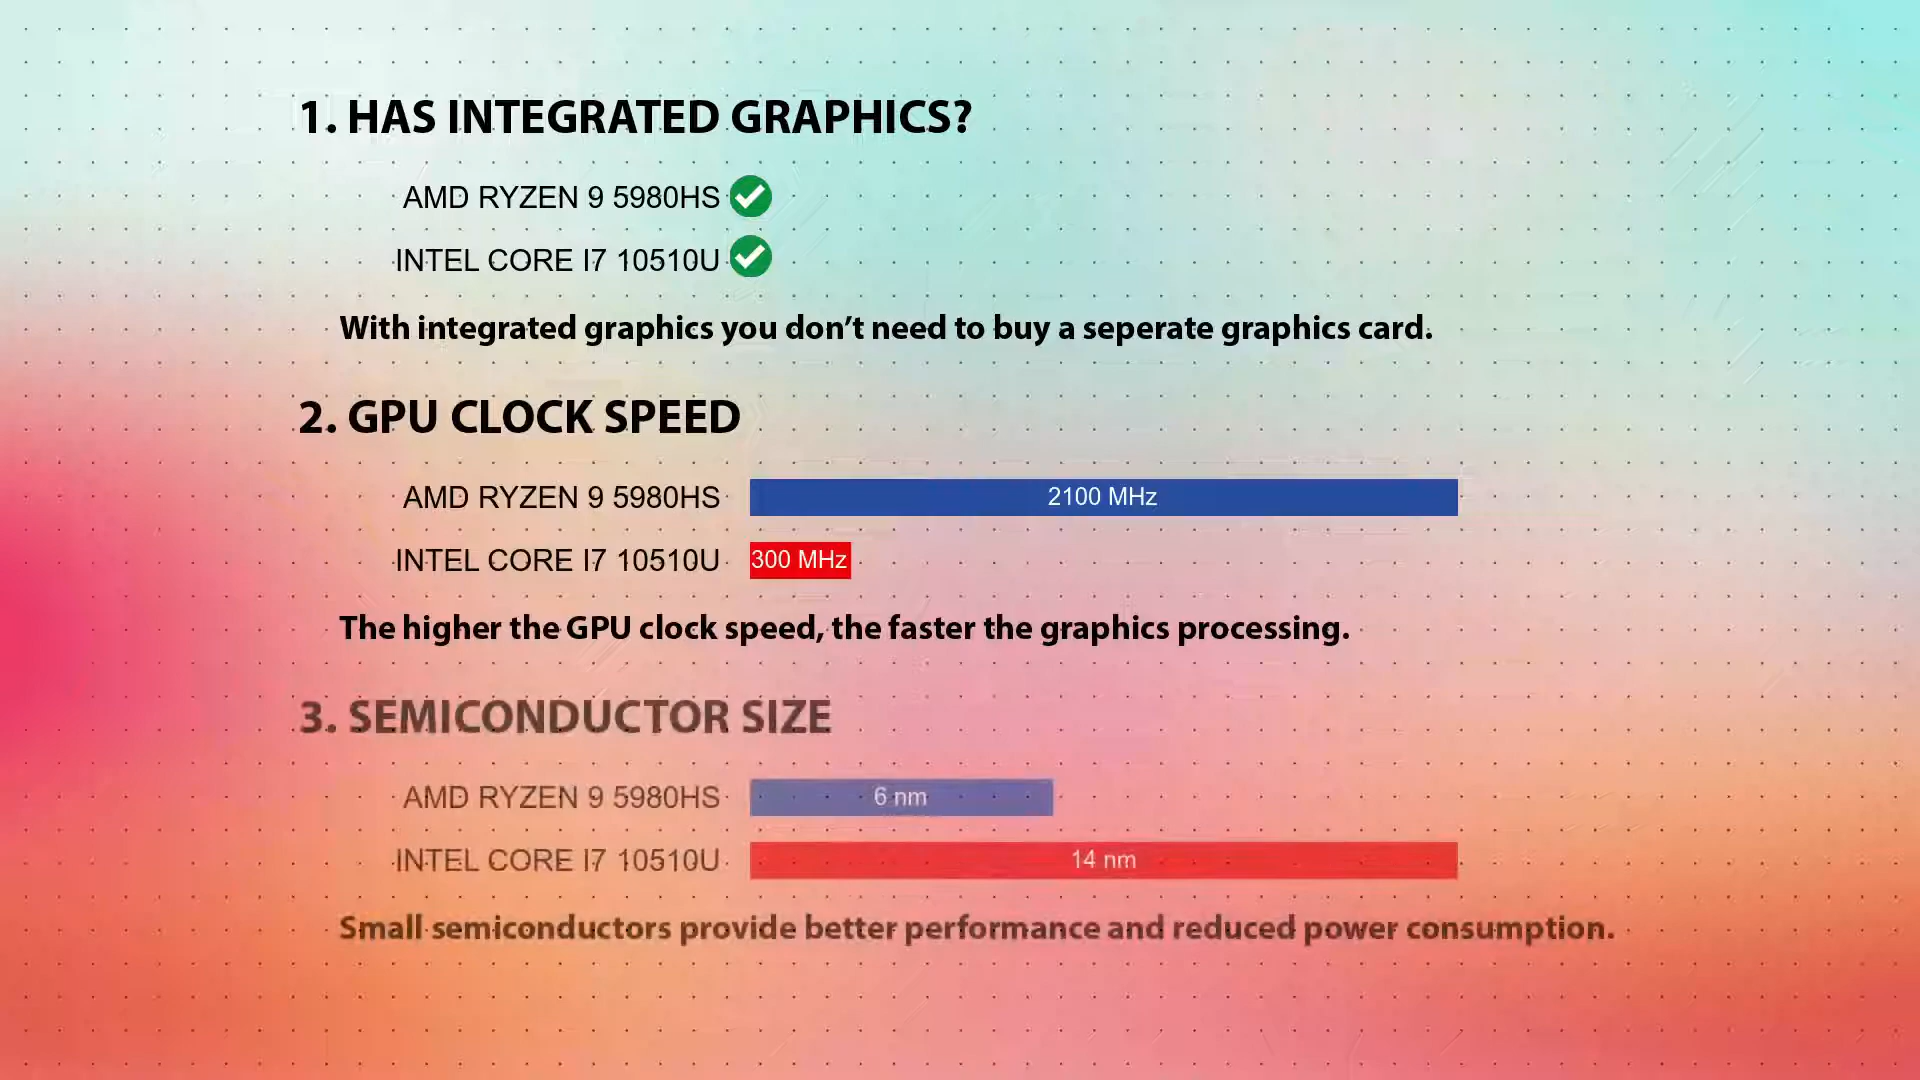 1. HAS INTEGRATED GRAPHICS?
AMD RYZEN 9 5980HS
INTEL CORE I7 10510U
With integrated graphics you don’t need to buy a seperate graphics card.
2. GPU CLOCK SPEED
AMD RYZEN 9 5980HS 2100 MHz
INTEL CORE I7 10510U 300 MHz
The higher the GPU clock speed, the faster the graphics processing.
3. SEMICONDUCTOR SIZE
AMD RYZEN 9 5980HS 6 nm
INTEL CORE I7 10510U 14 nm
Small semiconductors provide better performance and reduced power consumption.